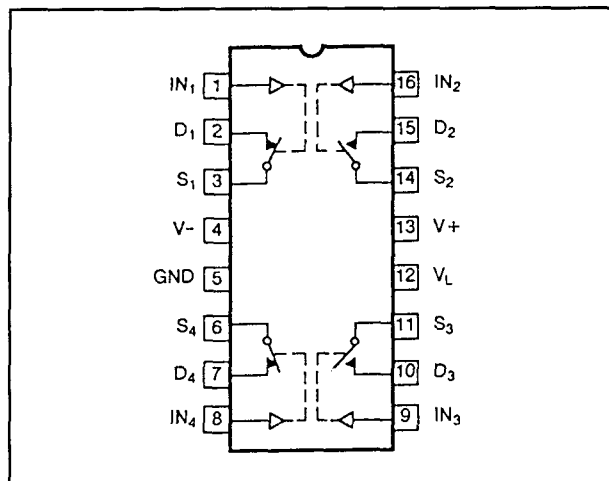 IN₁ 1 16 IN₂
D₁ 2 15 D₂
S₁ 3 14 S₂
V- 4 13 V+
GND 5 12 V_L
S₄ 6 11 S₃
D₄ 7 10 D₃
IN₄ 8 9 IN₃